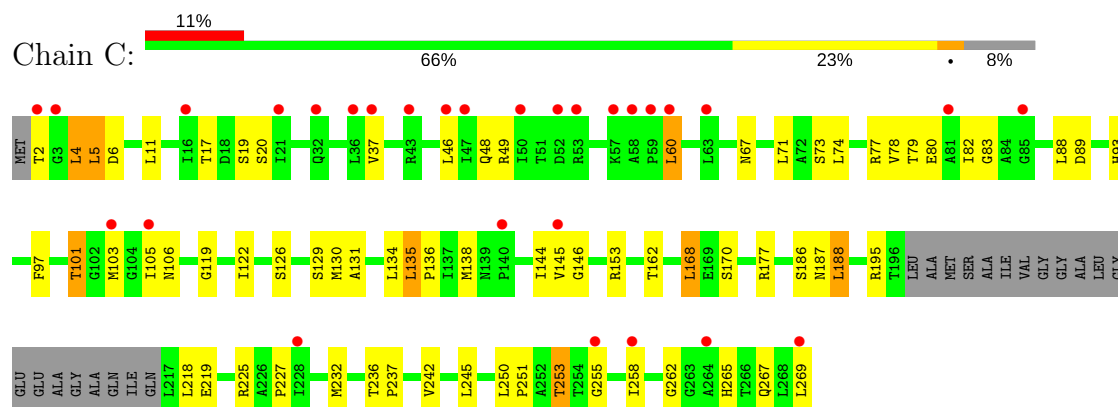 11%
Chain C:
66% 23% • 8%
MET T2 G3 L4 L5 D6 L11 I16 T17 D18 S19 S20 I21 Q32 L36 V37 R43 L46 I47 Q48 R49 I50 T51 D52 R53 K57 A58 P59 L60 L63 N67 L71 A72 S73 L74 R77 V78 T79 E80 A81 I82 G83 A84 G85 L88 D89 H93
F97 T101 G102 M103 G104 I105 N106 G119 I122 S126 S129 M130 A131 L134 L135 P136 I137 M138 N139 P140 I144 V145 G146 R153 T162 L168 E169 S170 R177 S186 N187 L188 R195 T196 LEU ALA MET SER ALA ILE VAL GLY GLY ALA LEU GLY
GLU GLU ALA GLY ALA GLN ILE GLN L217 L218 E219 R225 A226 P227 I228 M232 T236 P237 V242 L245 L250 P251 A252 T253 T254 G255 I258 G262 G263 A264 H265 T266 Q267 L268 L269